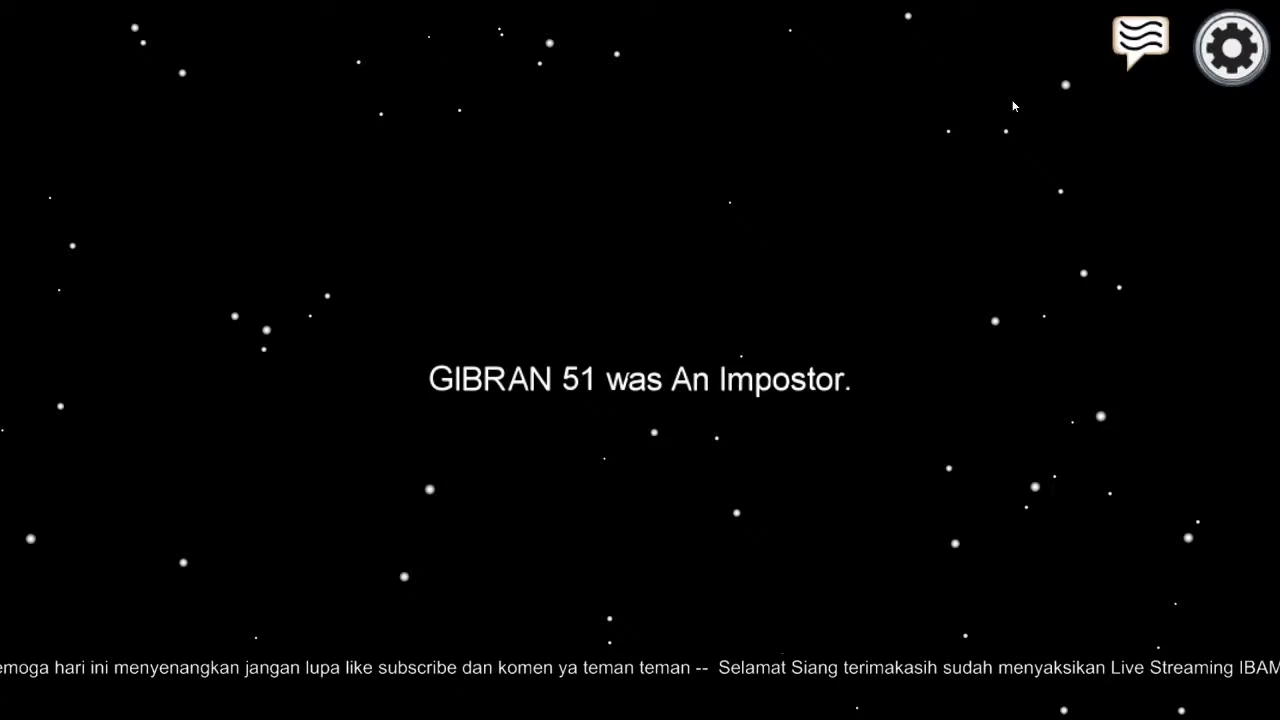 GIBRAN 51 was An Impostor.
emoga hari ini menyenangkan jangan lupa like subscribe dan komen ya teman teman -- Selamat Siang terimakasih sudah menyaksikan Live Streaming IBAM